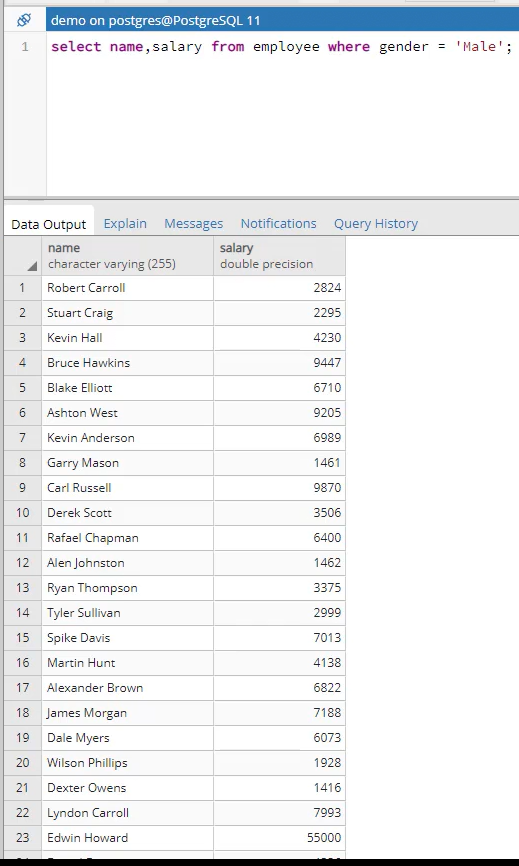 demo on postgres@PostgreSQL 11
1 select name,salary from employee where gender = 'Male';
Data Output Explain Messages Notifications Query History
name salary
character varying (255) double precision
1 Robert Carroll 2824
2 Stuart Craig 2295
3 Kevin Hall 4230
4 Bruce Hawkins 9447
5 Blake Elliott 6710
6 Ashton West 9205
7 Kevin Anderson 6989
8 Garry Mason 1461
9 Carl Russell 9870
10 Derek Scott 3506
11 Rafael Chapman 6400
12 Alen Johnston 1462
13 Ryan Thompson 3375
14 Tyler Sullivan 2999
15 Spike Davis 7013
16 Martin Hunt 4138
17 Alexander Brown 6822
18 James Morgan 7188
19 Dale Myers 6073
20 Wilson Phillips 1928
21 Dexter Owens 1416
22 Lyndon Carroll 7993
23 Edwin Howard 55000